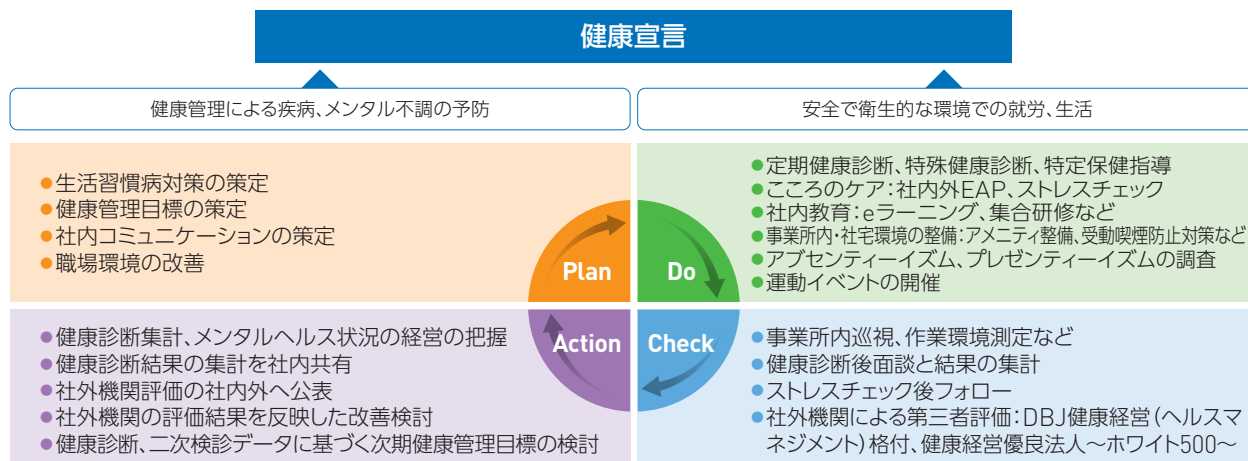 健康宣言
健康管理による疾病、メンタル不調の予防
安全で衛生的な環境での就労、生活
●生活習慣病対策の策定
●健康管理目標の策定
●社内コミュニケーションの策定
●職場環境の改善
Plan
●定期健康診断、特殊健康診断、特定保健指導
●こころのケア:社内外EAP、ストレスチェック
●社内教育:eラーニング、集合研修など
●事業所内・社宅環境の整備:アメニティ整備、受動喫煙防止対策など
●アブセンティーイズム、プレゼンティーイズムの調査
●運動イベントの開催
Do
●健康診断集計、メンタルヘルス状況の経営の把握
●健康診断結果の集計を社内共有
●社外機関評価の社内外へ公表
●社外機関の評価結果を反映した改善検討
●健康診断、二次検診データに基づく次期健康管理目標の検討
Action
Check
●事業所内巡視、作業環境測定など
●健康診断後面談と結果の集計
●ストレスチェック後フォロー
●社外機関による第三者評価:DBJ健康経営(ヘルスマ
ネジメント)格付、健康経営優良法人～ホワイト500～